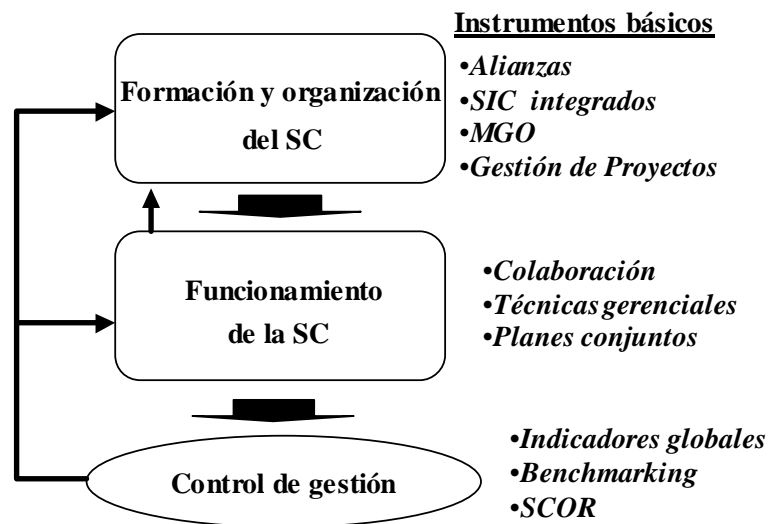 Instrumentos básicos
Formación y organización
del SC
•Alianzas
•SIC integrados
•MGO
•Gestión de Proyectos
Funcionamiento
de la SC
•Colaboración
•Técnicas gerenciales
•Planes conjuntos
Control de gestión
•Indicadores globales
•Benchmarking
•SCOR